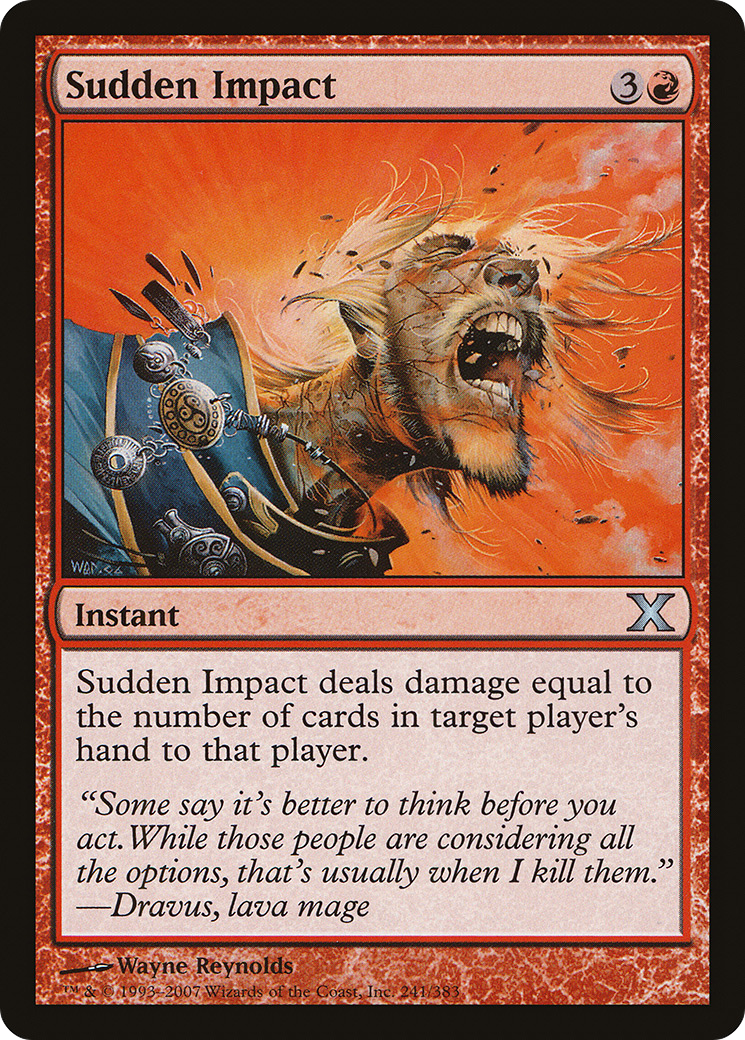 Sudden Impact
3
Instant
X
Sudden Impact deals damage equal to
the number of cards in target player's
hand to that player.
“Some say it's better to think before you
act. While those people are considering all
the options, that's usually when I kill them.”
—Dravus, lava mage
Wayne Reynolds
™ & © 1993–2007 Wizards of the Coast, Inc. 241/383